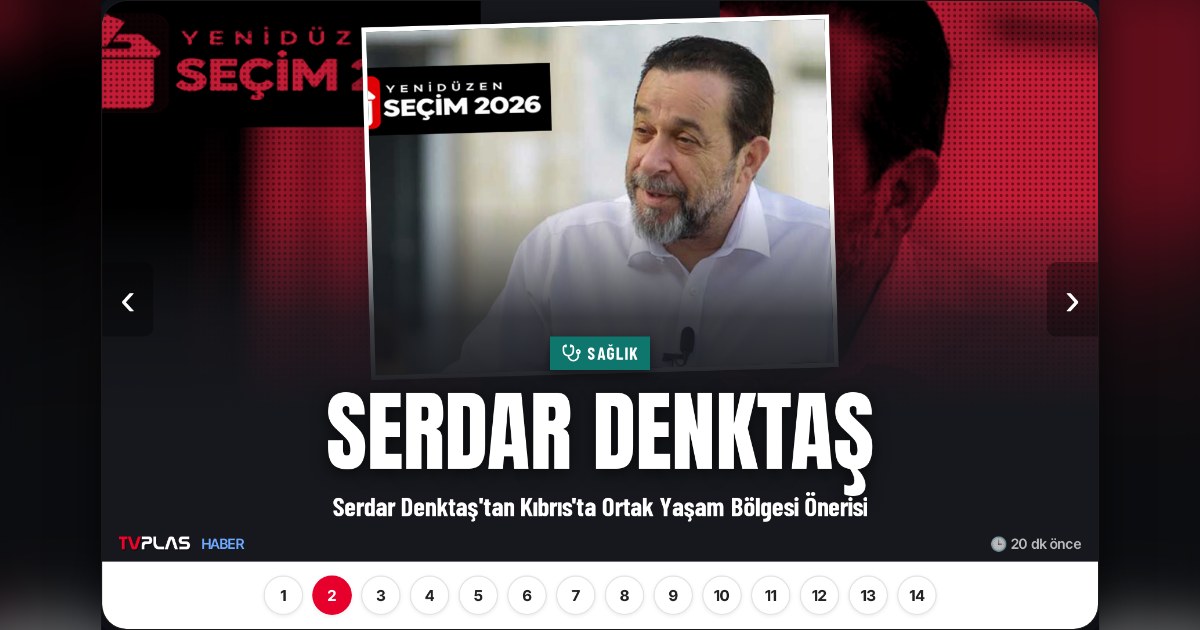 YENİDÜZ
SEÇİM 2
YENİDÜZEN
SEÇİM 2026
‹
›
SAĞLIK
SERDAR DENKTAŞ
Serdar Denktaş'tan Kıbrıs'ta Ortak Yaşam Bölgesi Önerisi
TVPLAS HABER
20 dk önce
1 2 3 4 5 6 7 8 9 10 11 12 13 14